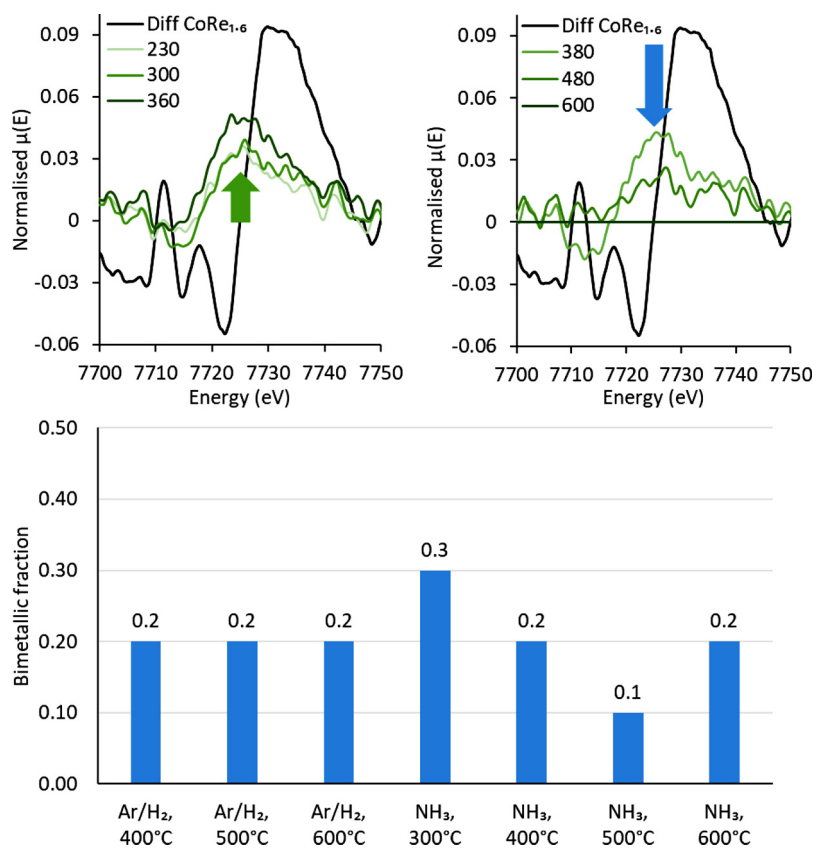 Diff CoRe₁.₆
230
300
360
0.09
0.06
0.03
0
-0.03
-0.06
Normalised μ(E)
7700 7710 7720 7730 7740 7750
Energy (eV)
Diff CoRe₁.₆
380
480
600
0.09
0.06
0.03
0
-0.03
-0.06
Normalised μ(E)
7700 7710 7720 7730 7740 7750
Energy (eV)
0.50
0.40
0.30
0.20
0.10
0.00
Bimetallic fraction
0.2
0.2
0.2
0.3
0.2
0.1
0.2
Ar/H₂, Ar/H₂, Ar/H₂, NH₃, NH₃, NH₃, NH₃,
400°C 500°C 600°C 300°C 400°C 500°C 600°C